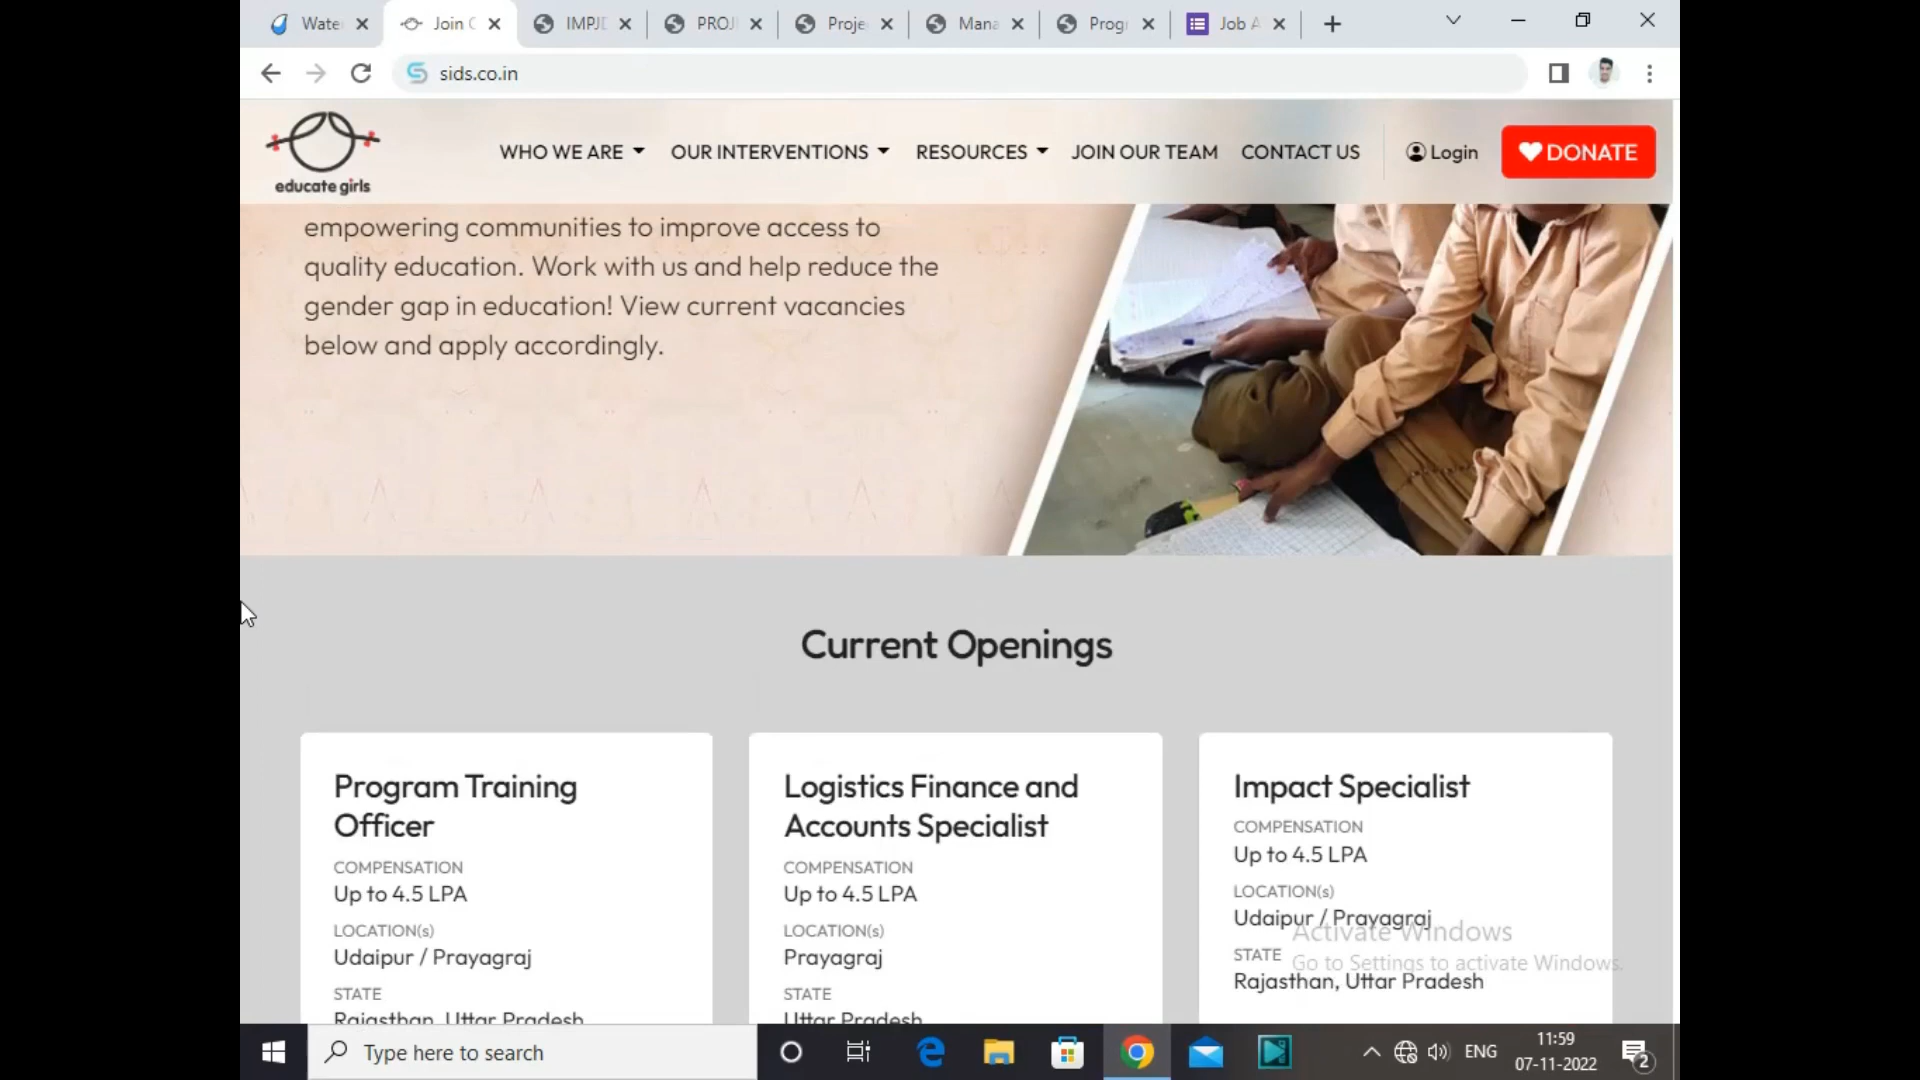 Wate
Join C
IMPJD
PROJ
Proje
Mana
Progr
Job A
sids.co.in
educate girls
WHO WE ARE
OUR INTERVENTIONS
RESOURCES
JOIN OUR TEAM
CONTACT US
Login
DONATE
empowering communities to improve access to
quality education. Work with us and help reduce the
gender gap in education! View current vacancies
below and apply accordingly.
Current Openings
Program Training
Officer
COMPENSATION
Up to 4.5 LPA
LOCATION(s)
Udaipur / Prayagraj
STATE
Rajasthan, Uttar Pradesh
Logistics Finance and
Accounts Specialist
COMPENSATION
Up to 4.5 LPA
LOCATION(s)
Prayagraj
STATE
Uttar Pradesh
Impact Specialist
COMPENSATION
Up to 4.5 LPA
LOCATION(s)
Udaipur / Prayagraj
STATE
Rajasthan, Uttar Pradesh
Activate Windows
Go to Settings to activate Windows.
Type here to search
ENG
11:59
07-11-2022
2